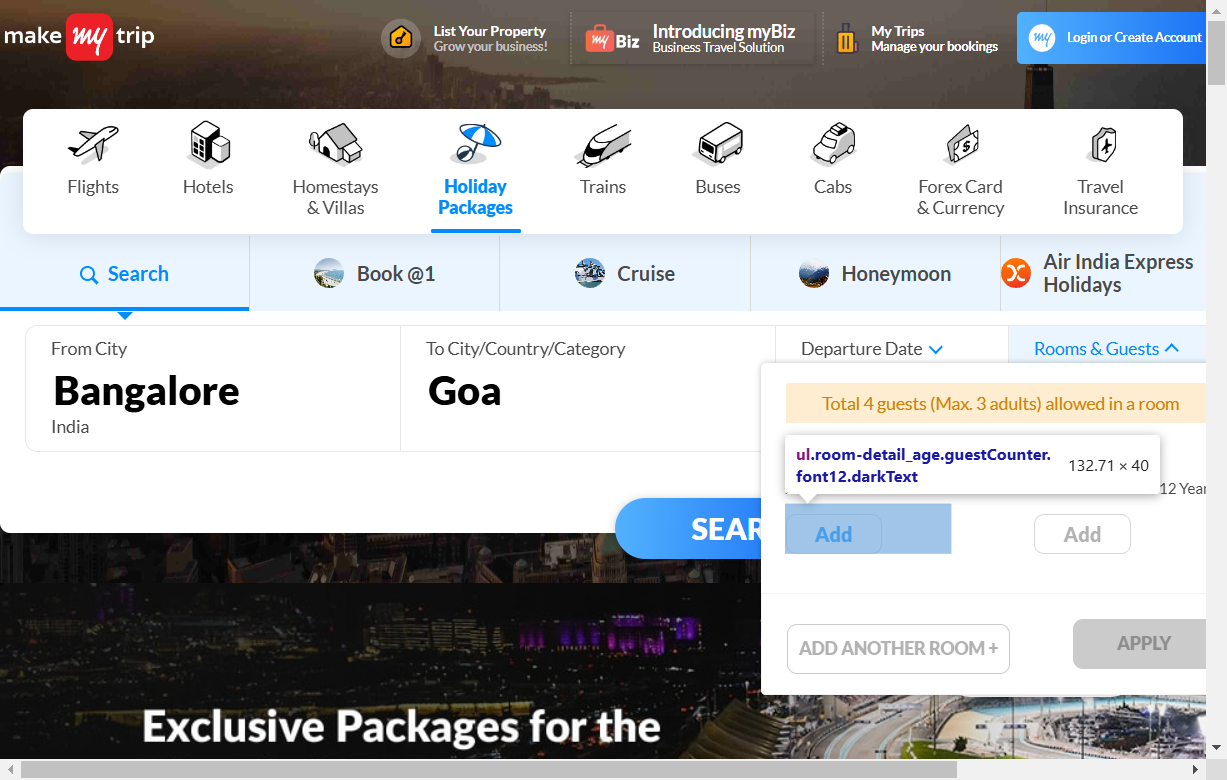 make my trip
List Your Property
Grow your business!
my Biz
Introducing myBiz
Business Travel Solution
My Trips
Manage your bookings
my
Login or Create Account
Flights
Hotels
Homestays
& Villas
Holiday
Packages
Trains
Buses
Cabs
Forex Card
& Currency
Travel
Insurance
Search
Book @1
Cruise
Honeymoon
Air India Express
Holidays
From City
Bangalore
India
To City/Country/Category
Goa
Departure Date
Rooms & Guests
Total 4 guests (Max. 3 adults) allowed in a room
ul.room-detail_age.guestCounter.
font12.darkText
132.71 × 40
12 Year
Add
Add
SEAR
ADD ANOTHER ROOM +
APPLY
Exclusive Packages for the